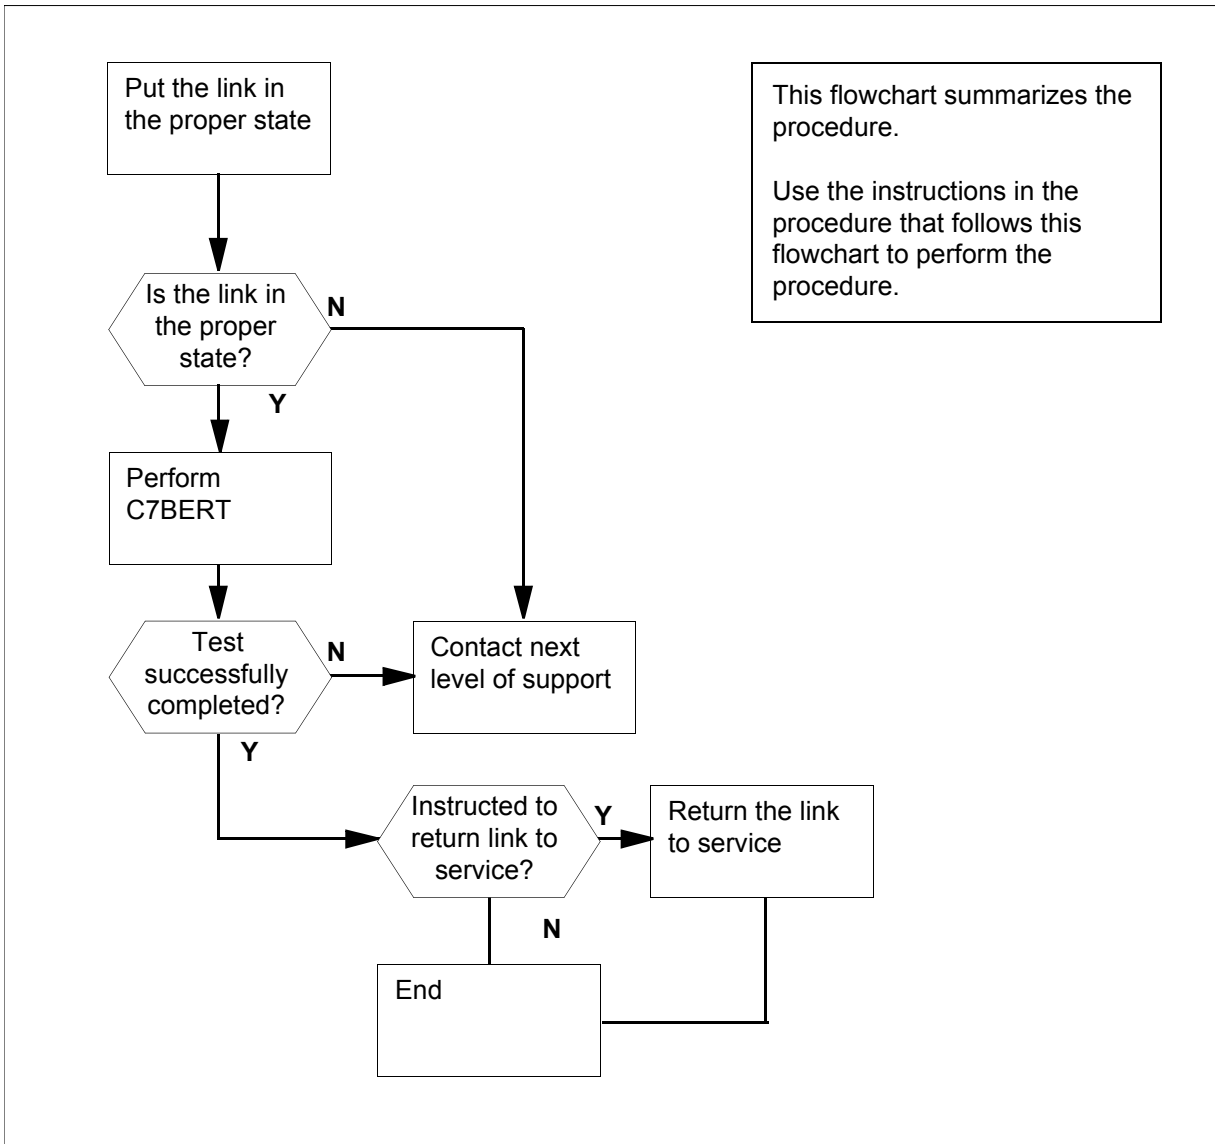 Put the link in
the proper state
This flowchart summarizes the
procedure.
Use the instructions in the
procedure that follows this
flowchart to perform the
procedure.
Is the link in
the proper
state?
N
Y
Perform
C7BERT
Test
successfully
completed?
N
Y
Contact next
level of support
Instructed to
return link to
service?
Y
N
Return the link
to service
End